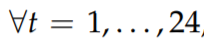 ∀t = 1, . . . , 24,